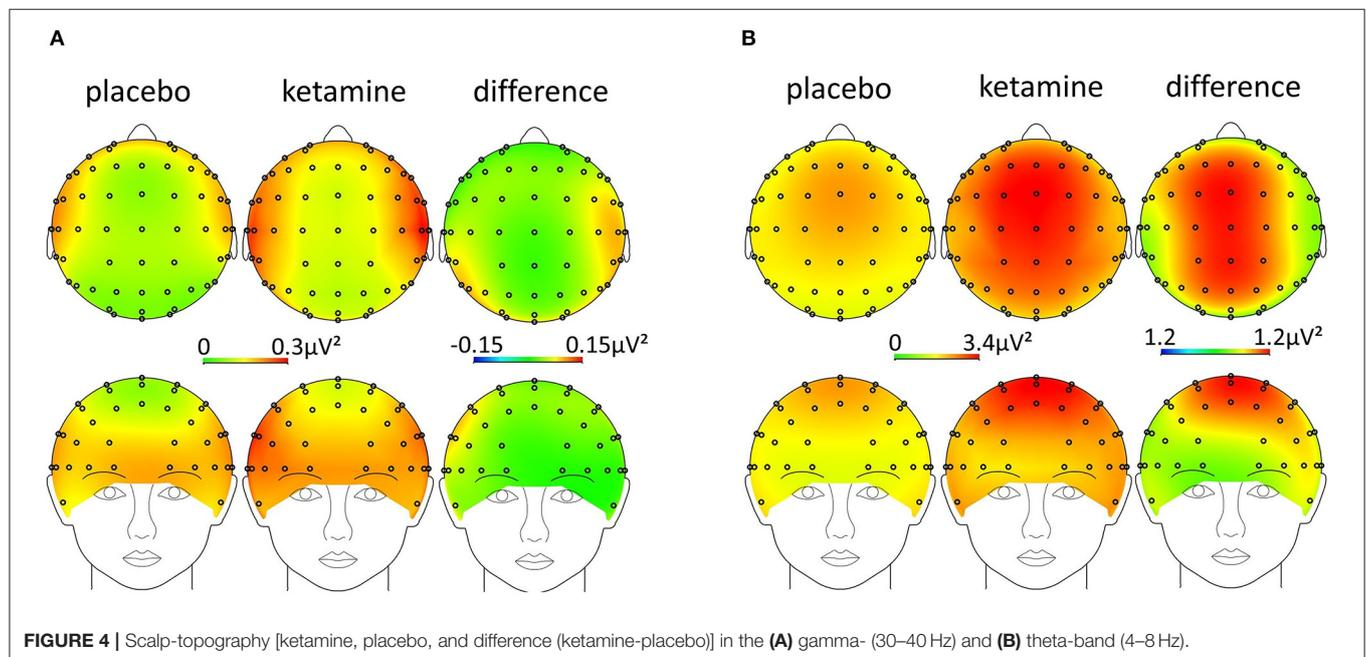 A
B
placebo ketamine difference
placebo ketamine difference
0 0.3μV²
-0.15 0.15μV²
0 3.4μV²
1.2 1.2μV²
FIGURE 4 | Scalp-topography [ketamine, placebo, and difference (ketamine-placebo)] in the (A) gamma- (30–40 Hz) and (B) theta-band (4–8 Hz).